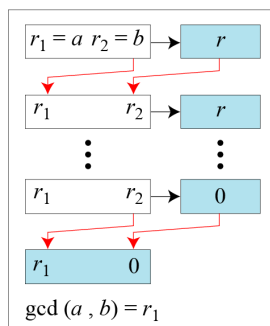 r₁ = a r₂ = b r
r₁ r₂ r
r₁ r₂ 0
r₁ 0
gcd (a , b) = r₁